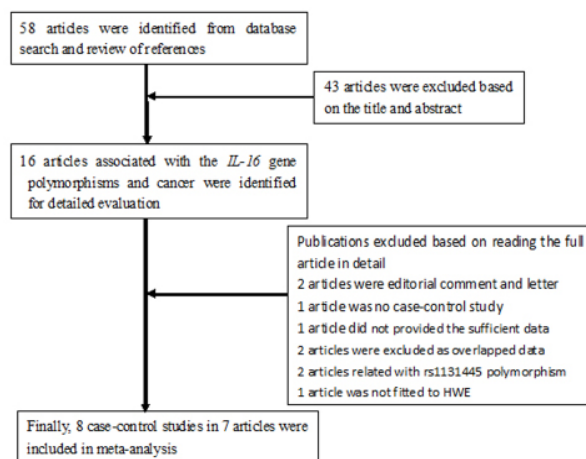 58 articles were identified from database
search and review of references
43 articles were excluded based
on the title and abstract
16 articles associated with the IL-16 gene
polymorphisms and cancer were identified
for detailed evaluation
Publications excluded based on reading the full
article in detail
2 articles were editorial comment and letter
1 article was no case-control study
1 article did not provided the sufficient data
2 articles were excluded as overlapped data
2 articles related with rs1131445 polymorphism
1 article was not fitted to HWE
Finally, 8 case-control studies in 7 articles were
included in meta-analysis